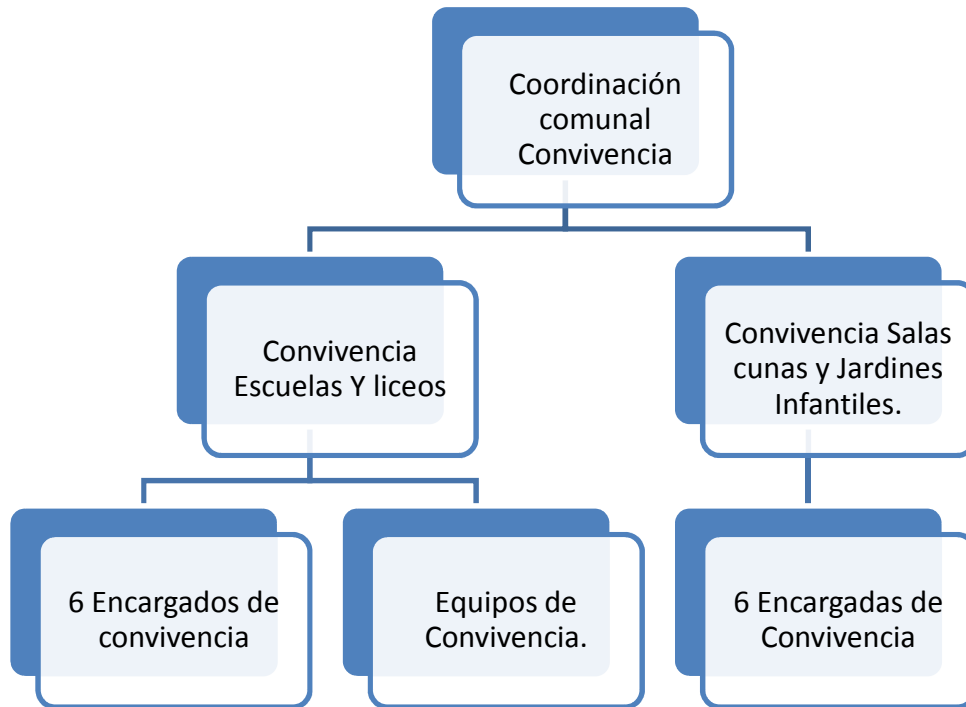 Coordinación
comunal
Convivencia
Convivencia
Escuelas Y liceos
Convivencia Salas
cunas y Jardines
Infantiles.
6 Encargados de
convivencia
Equipos de
Convivencia.
6 Encargadas de
Convivencia